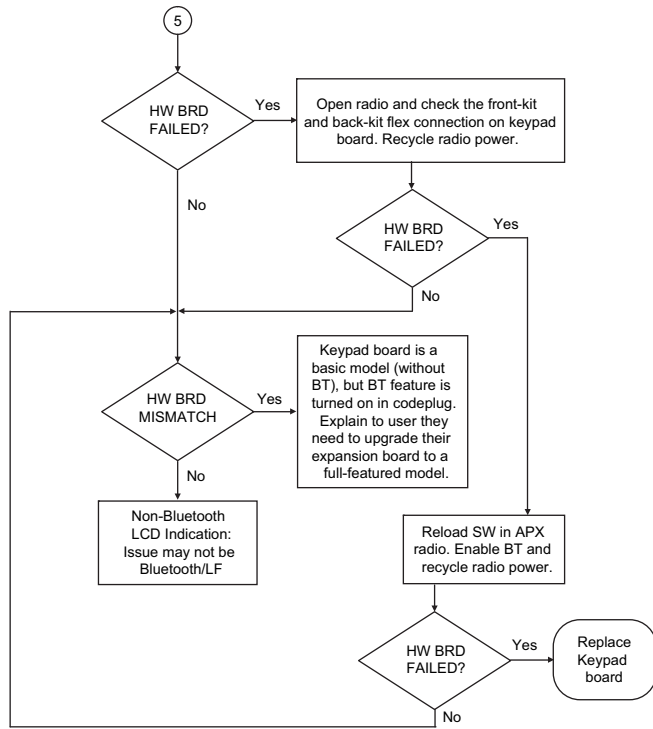 5
HW BRD
FAILED?
Yes
Open radio and check the front-kit
and back-kit flex connection on keypad
board. Recycle radio power.
No
HW BRD
FAILED?
Yes
No
HW BRD
MISMATCH
Yes
Keypad board is a
basic model (without
BT), but BT feature is
turned on in codeplug.
Explain to user they
need to upgrade their
expansion board to a
full-featured model.
No
Non-Bluetooth
LCD Indication:
Issue may not be
Bluetooth/LF
Reload SW in APX
radio. Enable BT and
recycle radio power.
HW BRD
FAILED?
Yes
Replace
Keypad
board
No